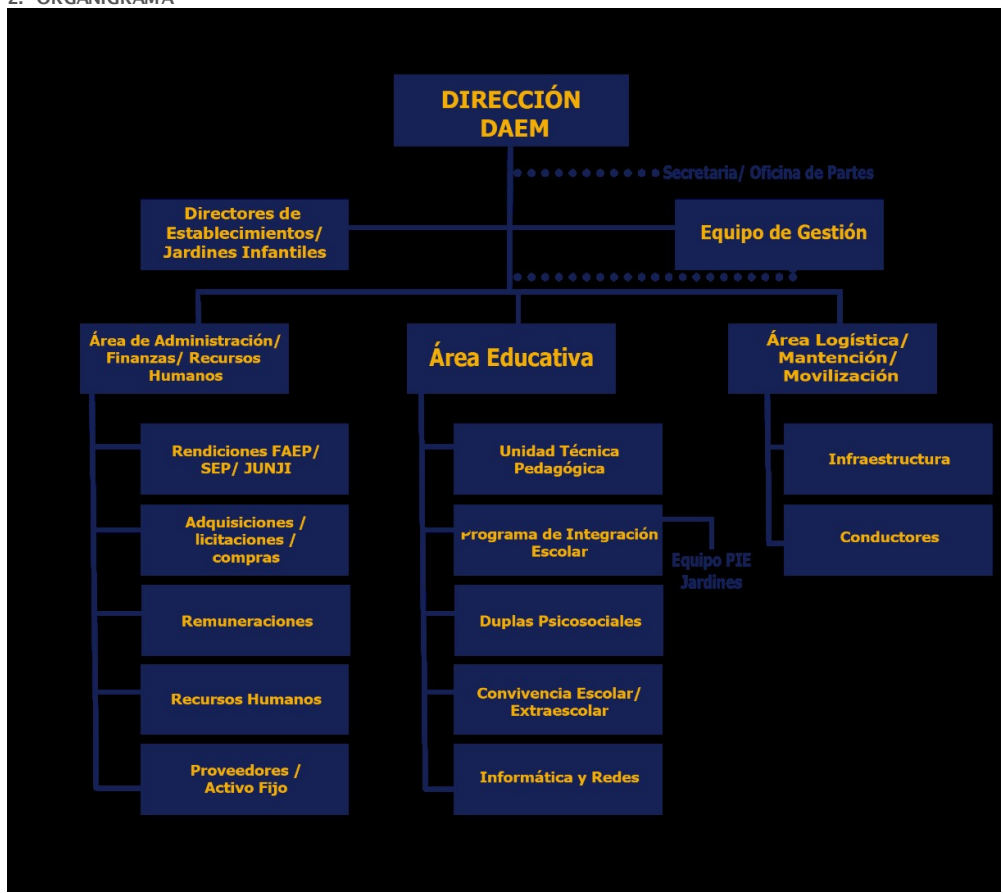 2. ORGANIGRAMA
DIRECCIÓN
DAEM
Secretaria/ Oficina de Partes
Directores de
Establecimientos/
Jardines Infantiles
Equipo de Gestión
Área de Administración/
Finanzas/ Recursos
Humanos
Área Educativa
Área Logística/
Mantención/
Movilización
Rendiciones FAEP/
SEP/ JUNJI
Unidad Técnica
Pedagógica
Infraestructura
Adquisiciones /
licitaciones /
compras
Programa de Integración
Escolar
Equipo PIE
Jardines
Conductores
Remuneraciones
Duplas Psicosociales
Recursos Humanos
Convivencia Escolar/
Extraescolar
Proveedores /
Activo Fijo
Informática y Redes